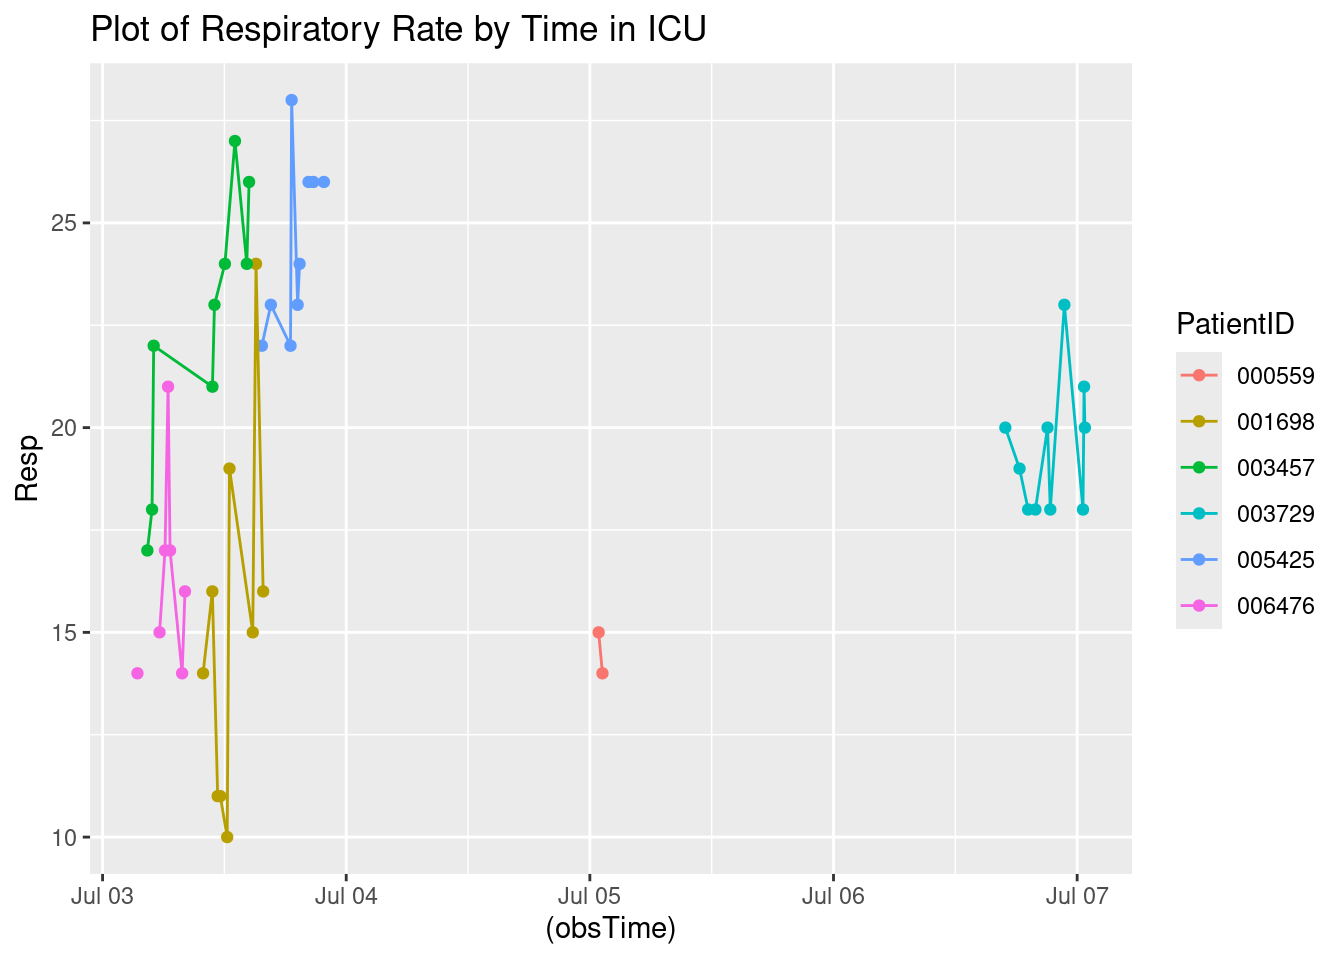 Plot of Respiratory Rate by Time in ICU
Resp
25
20
15
10
Jul 03
Jul 04
Jul 05
Jul 06
Jul 07
(obsTime)
PatientID
000559
001698
003457
003729
005425
006476